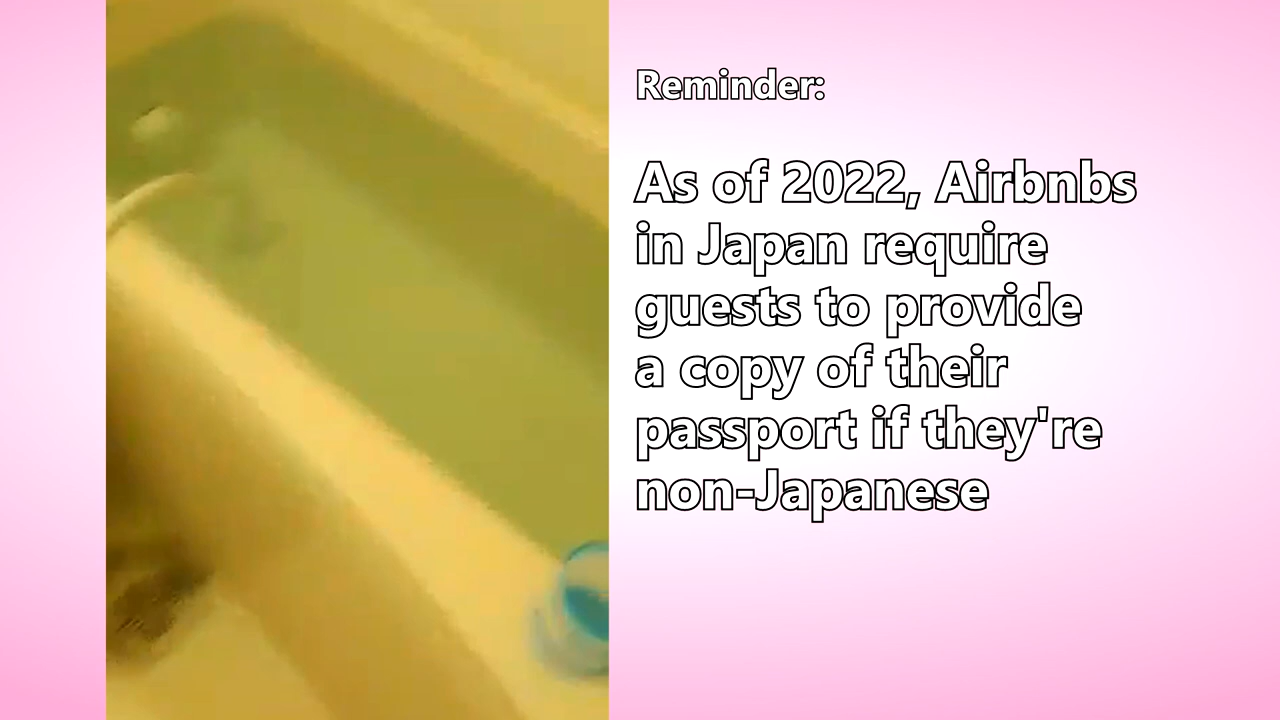 Reminder:
As of 2022, Airbnbs
in Japan require
guests to provide
a copy of their
passport if they're
non-Japanese